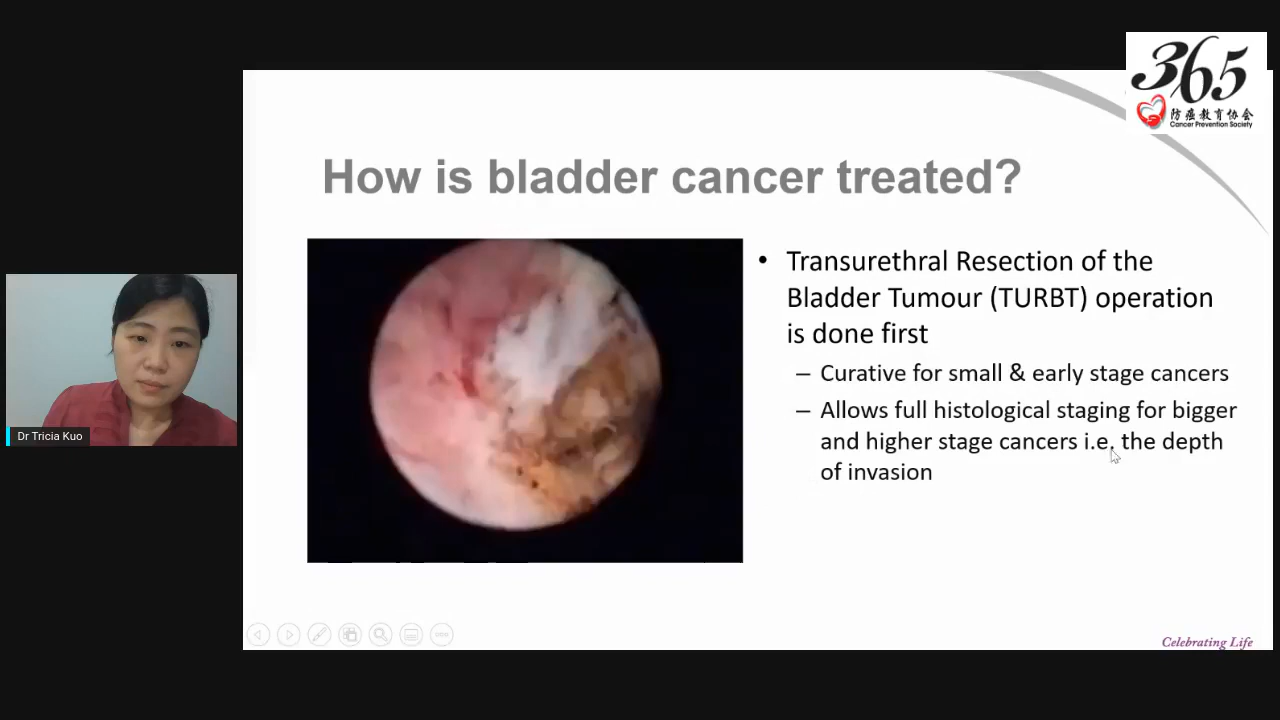 365
防癌教育协会
Cancer Prevention Society
How is bladder cancer treated?
• Transurethral Resection of the
Bladder Tumour (TURBT) operation
is done first
– Curative for small & early stage cancers
– Allows full histological staging for bigger
and higher stage cancers i.e. the depth
of invasion
Dr Tricia Kuo
Celebrating Life